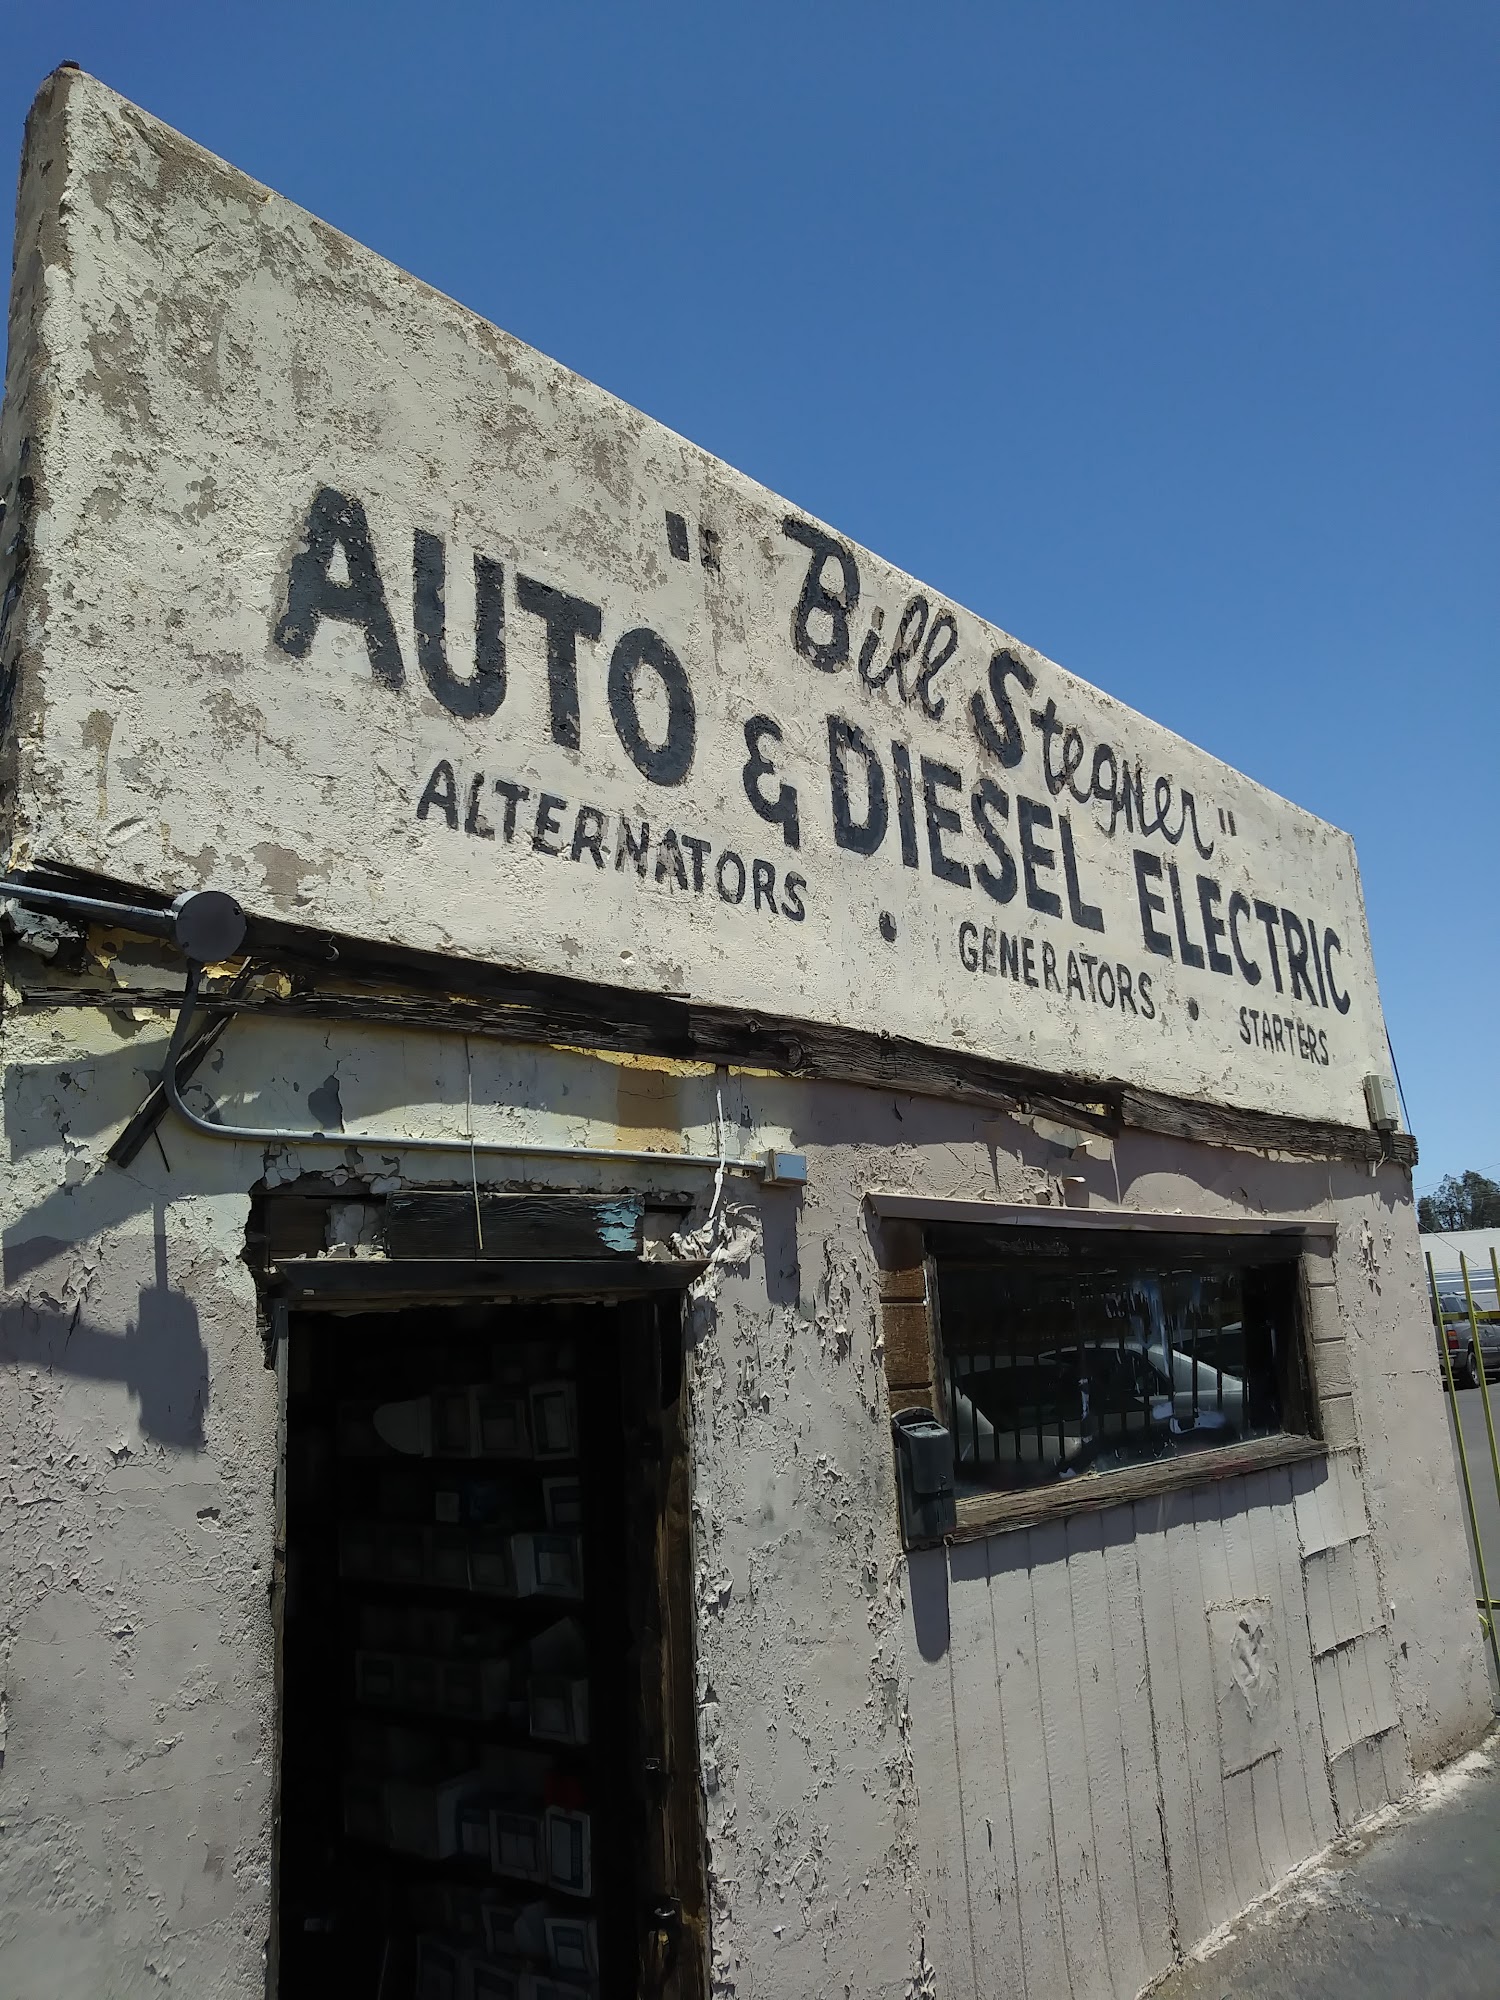 "Bill Stegner"
AUTO & DIESEL ELECTRIC
ALTERNATORS • GENERATORS • STARTERS